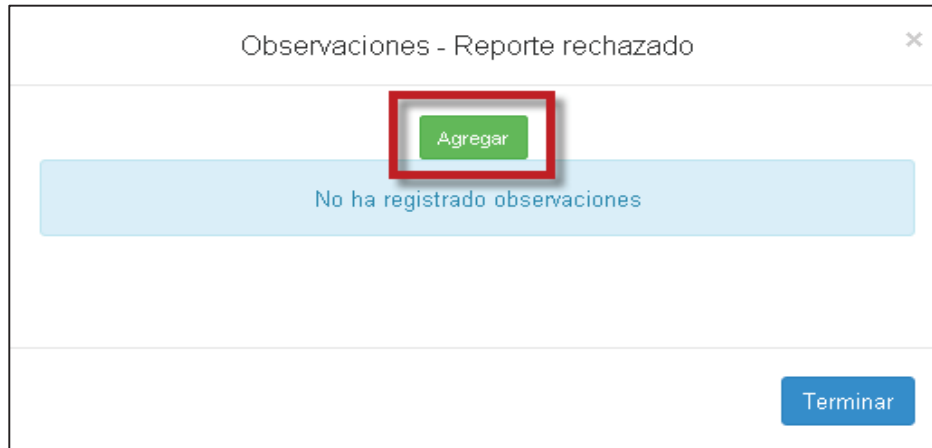 Observaciones - Reporte rechazado
×
Agregar
No ha registrado observaciones
Terminar